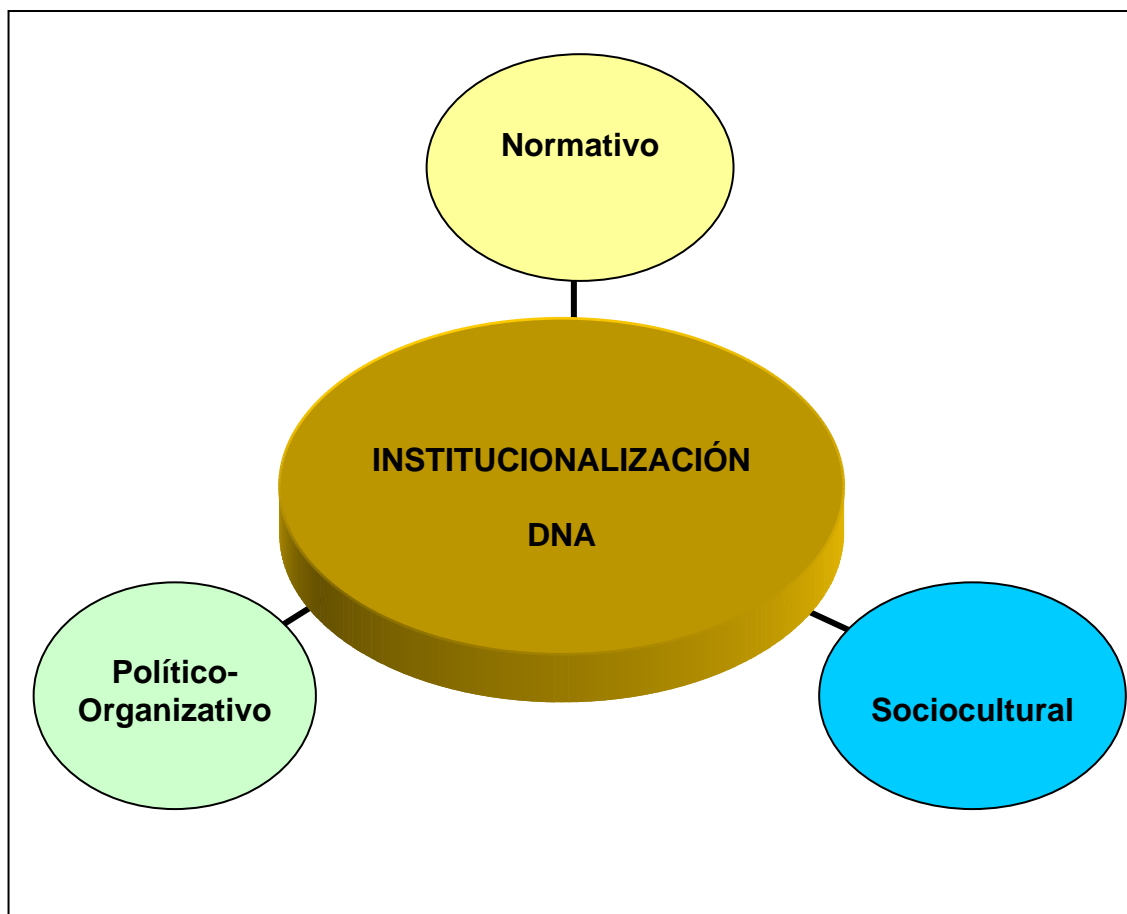 Normativo
INSTITUCIONALIZACIÓN
DNA
Político-
Organizativo
Sociocultural